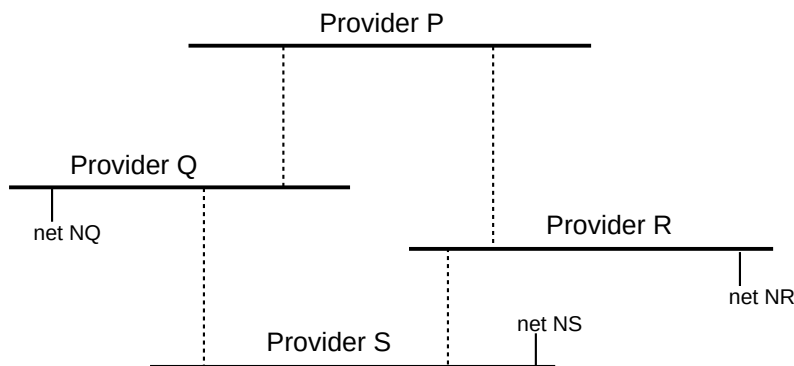 Provider P
Provider Q
net NQ
Provider R
net NR
net NS
Provider S